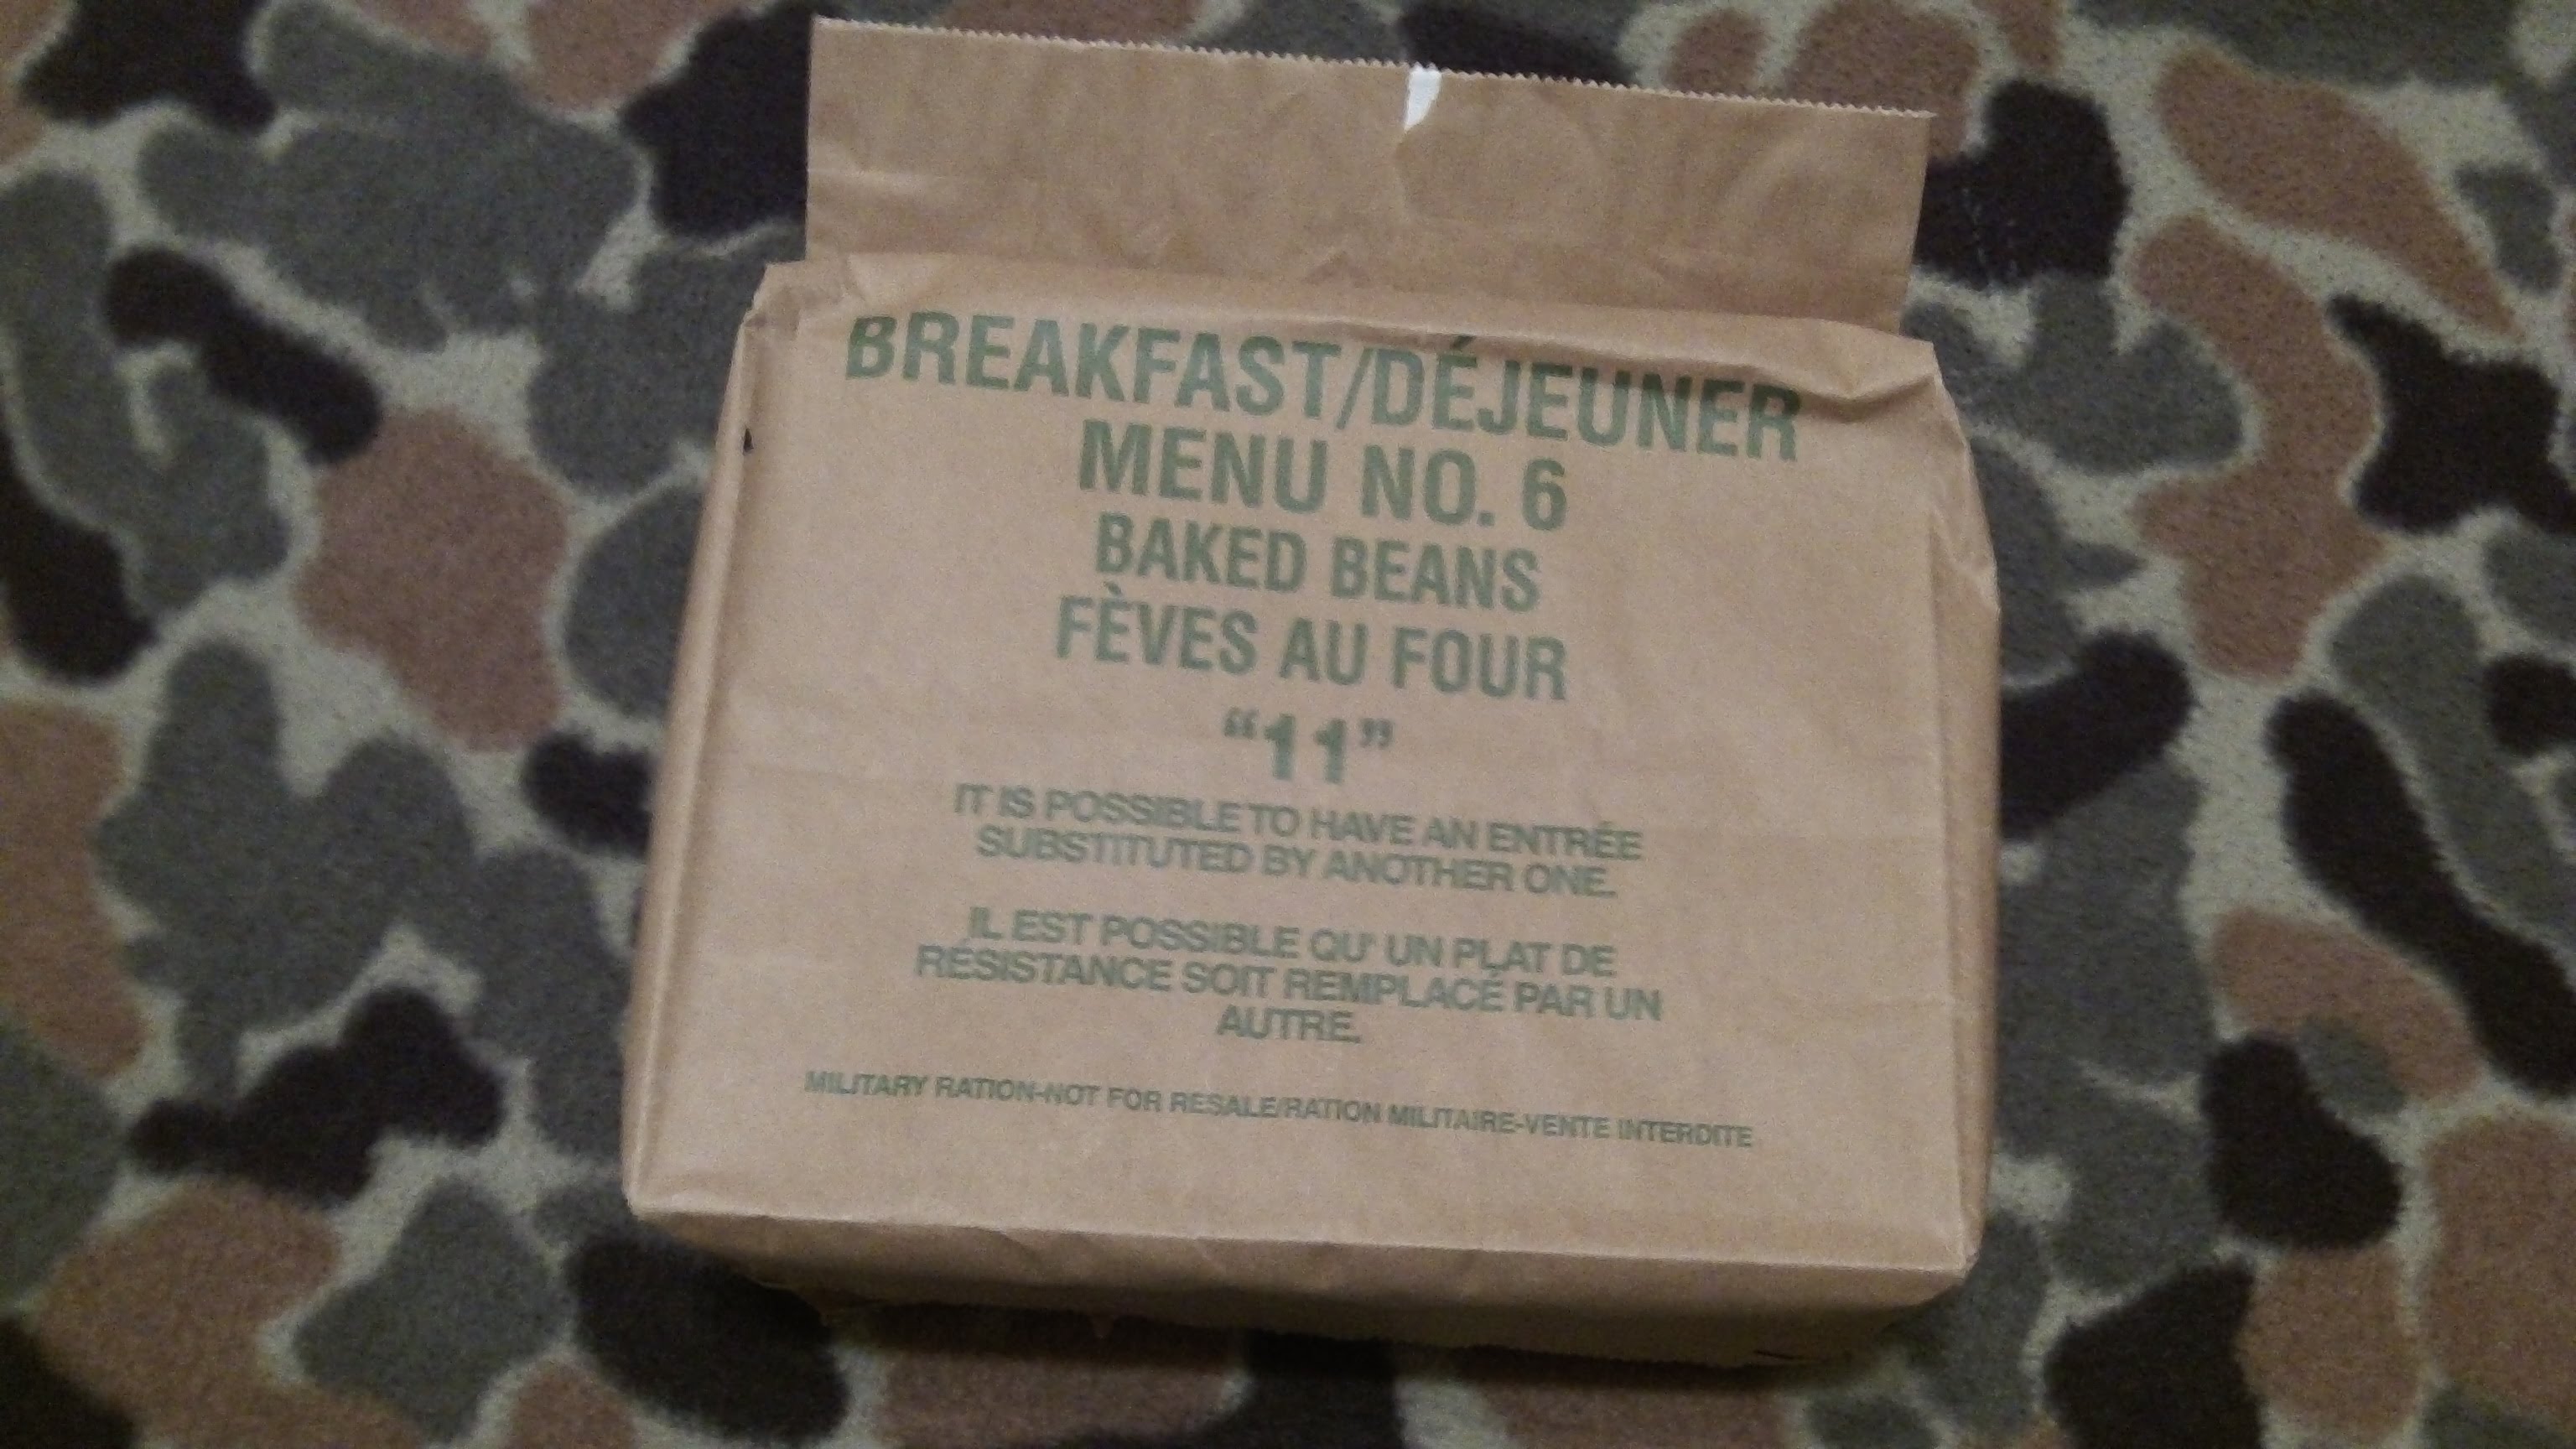 BREAKFAST/DÉJEUNER
MENU NO. 6
BAKED BEANS
FÈVES AU FOUR
“11”
IT IS POSSIBLE TO HAVE AN ENTRÉE
SUBSTITUTED BY ANOTHER ONE.
IL EST POSSIBLE QU' UN PLAT DE
RÉSISTANCE SOIT REMPLACÉ PAR UN
AUTRE.
MILITARY RATION-NOT FOR RESALE/RATION MILITAIRE-VENTE INTERDITE